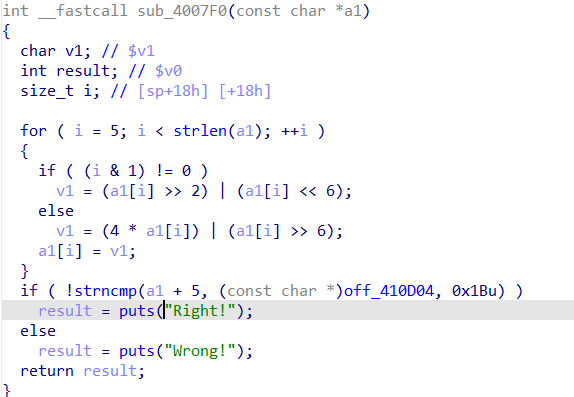 int __fastcall sub_4007F0(const char *a1)
{
char v1; // $v1
int result; // $v0
size_t i; // [sp+18h] [+18h]
for ( i = 5; i < strlen(a1); ++i )
{
if ( (i & 1) != 0 )
v1 = (a1[i] >> 2) | (a1[i] << 6);
else
v1 = (4 * a1[i]) | (a1[i] >> 6);
a1[i] = v1;
}
if ( !strncmp(a1 + 5, (const char *)off_410D04, 0x1Bu) )
result = puts("Right!");
else
result = puts("Wrong!");
return result;
}